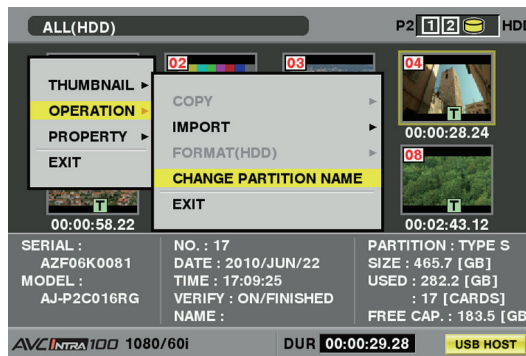 ALL(HDD)
P2 1 2 HDD
02 03 04
THUMBNAIL
OPERATION
PROPERTY
EXIT
COPY
IMPORT
FORMAT(HDD)
CHANGE PARTITION NAME
EXIT
T
00:00:28.24
08
T
00:00:58.22
T
00:02:43.12
SERIAL :
AZF06K0081
MODEL :
AJ-P2C016RG
NO. : 17
DATE : 2010/JUN/22
TIME : 17:09:25
VERIFY : ON/FINISHED
NAME :
PARTITION : TYPE S
SIZE : 465.7 [GB]
USED : 282.2 [GB]
: 17 [CARDS]
FREE CAP. : 183.5 [GB
AVC INTRA 100 1080/60i
DUR 00:00:29.28
USB HOST